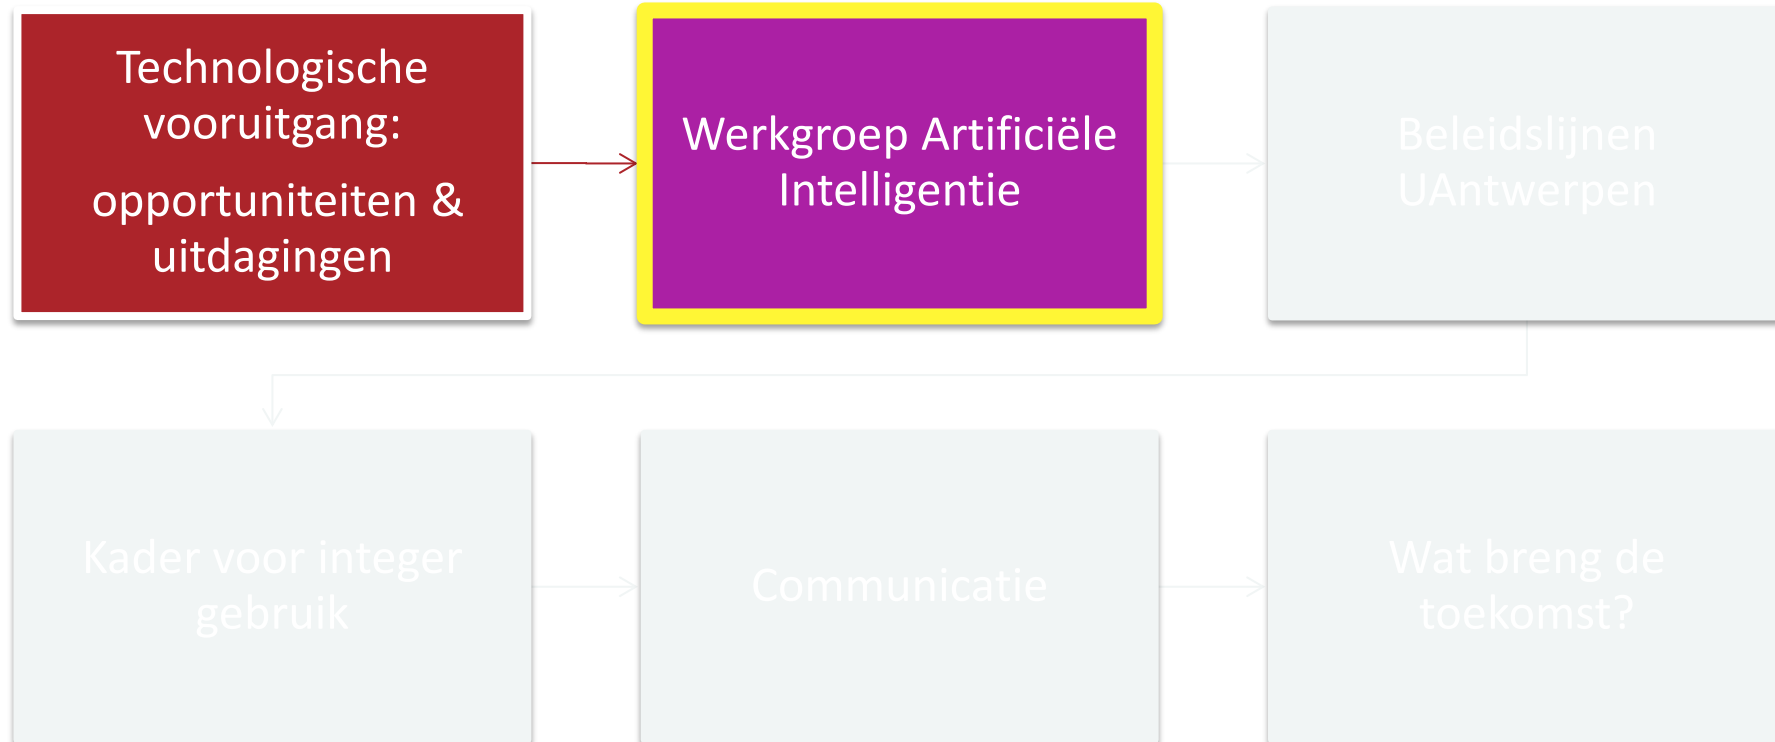 Technologische
vooruitgang:
opportuniteiten &
uitdagingen
Werkgroep Artificiële
Intelligentie
Beleidslijnen
UAntwerpen
Kader voor integer
gebruik
Communicatie
Wat breng de
toekomst?